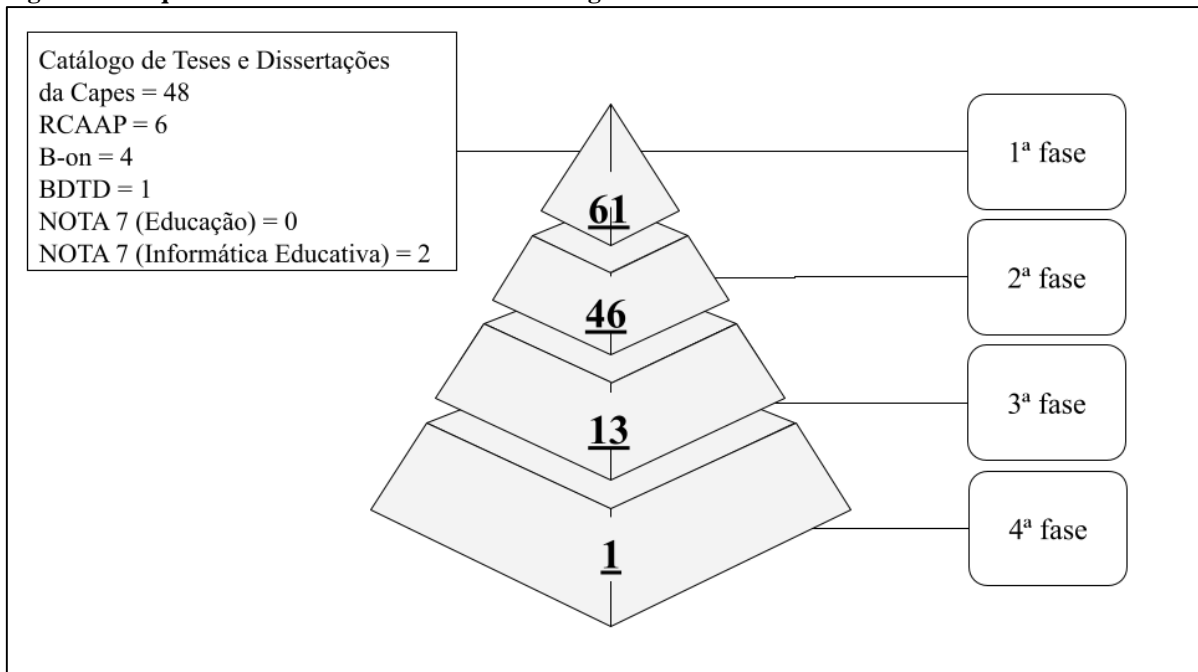 Catálogo de Teses e Dissertações
da Capes = 48
RCAAP = 6
B-on = 4
BDTD = 1
NOTA 7 (Educação) = 0
NOTA 7 (Informática Educativa) = 2
61
1ª fase
46
2ª fase
13
3ª fase
1
4ª fase